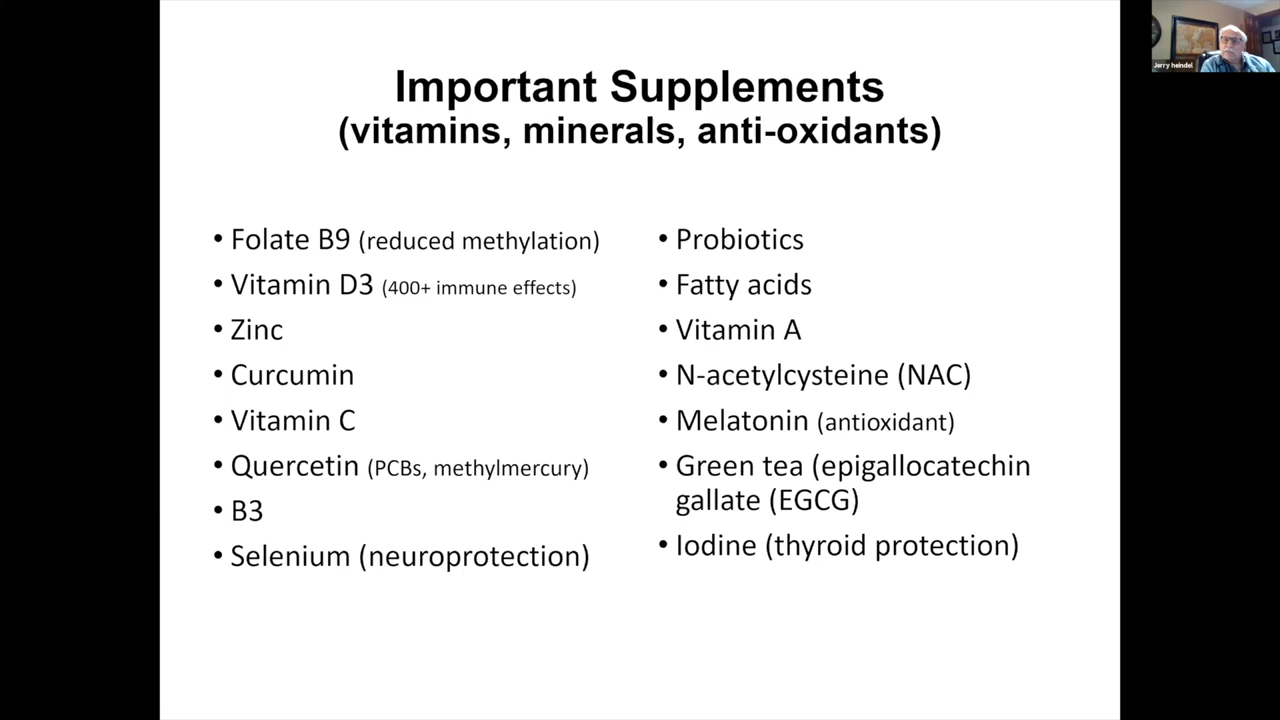 Important Supplements
(vitamins, minerals, anti-oxidants)
• Folate B9 (reduced methylation)
• Vitamin D3 (400+ immune effects)
• Zinc
• Curcumin
• Vitamin C
• Quercetin (PCBs, methylmercury)
• B3
• Selenium (neuroprotection)
• Probiotics
• Fatty acids
• Vitamin A
• N-acetylcysteine (NAC)
• Melatonin (antioxidant)
• Green tea (epigallocatechin
gallate (EGCG)
• Iodine (thyroid protection)
Jerry heindel